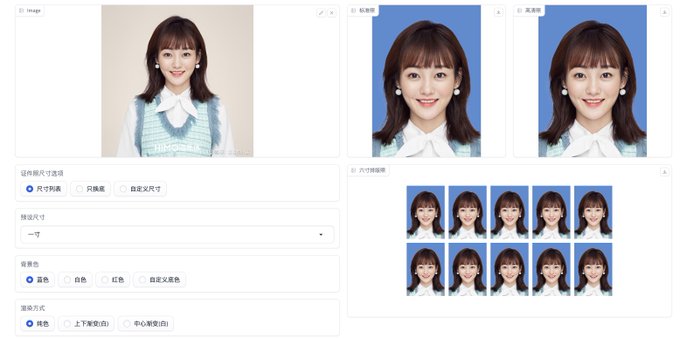 Image
标准照
高清照
证件照尺寸选项
尺寸列表
只换底
自定义尺寸
预设尺寸
一寸
背景色
蓝色
白色
红色
自定义底色
渲染方式
纯色
上下渐变(白)
中心渐变(白)
六寸排版照
HIMO